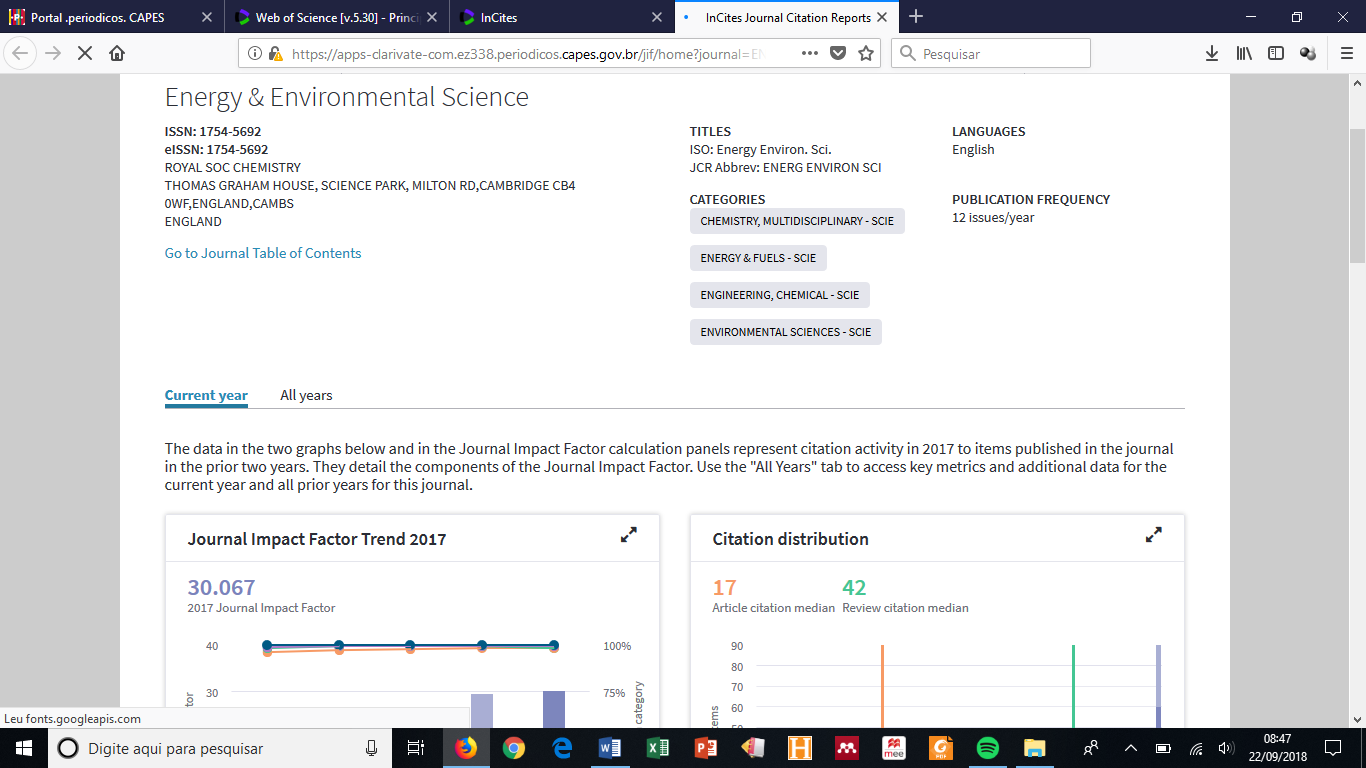 Portal .periodicos. CAPES
Web of Science [v.5.30] - Princi
InCites
InCites Journal Citation Reports
https://apps-clarivate-com.ez338.periodicos.capes.gov.br/jif/home?journal=EN
Pesquisar
Energy & Environmental Science
ISSN: 1754-5692
eISSN: 1754-5692
ROYAL SOC CHEMISTRY
THOMAS GRAHAM HOUSE, SCIENCE PARK, MILTON RD,CAMBRIDGE CB4
0WF,ENGLAND,CAMBS
ENGLAND
Go to Journal Table of Contents
TITLES
ISO: Energy Environ. Sci.
JCR Abbrev: ENERG ENVIRON SCI
CATEGORIES
CHEMISTRY, MULTIDISCIPLINARY - SCIE
ENERGY & FUELS - SCIE
ENGINEERING, CHEMICAL - SCIE
ENVIRONMENTAL SCIENCES - SCIE
LANGUAGES
English
PUBLICATION FREQUENCY
12 issues/year
Current year
All years
The data in the two graphs below and in the Journal Impact Factor calculation panels represent citation activity in 2017 to items published in the journal
in the prior two years. They detail the components of the Journal Impact Factor. Use the "All Years" tab to access key metrics and additional data for the
current year and all prior years for this journal.
Journal Impact Factor Trend 2017
30.067
2017 Journal Impact Factor
40
100%
30
75%
category
Citation distribution
17
Article citation median
42
Review citation median
90
80
70
60
Leu fonts.googleapis.com
Digite aqui para pesquisar
mee
PDF
08:47
22/09/2018